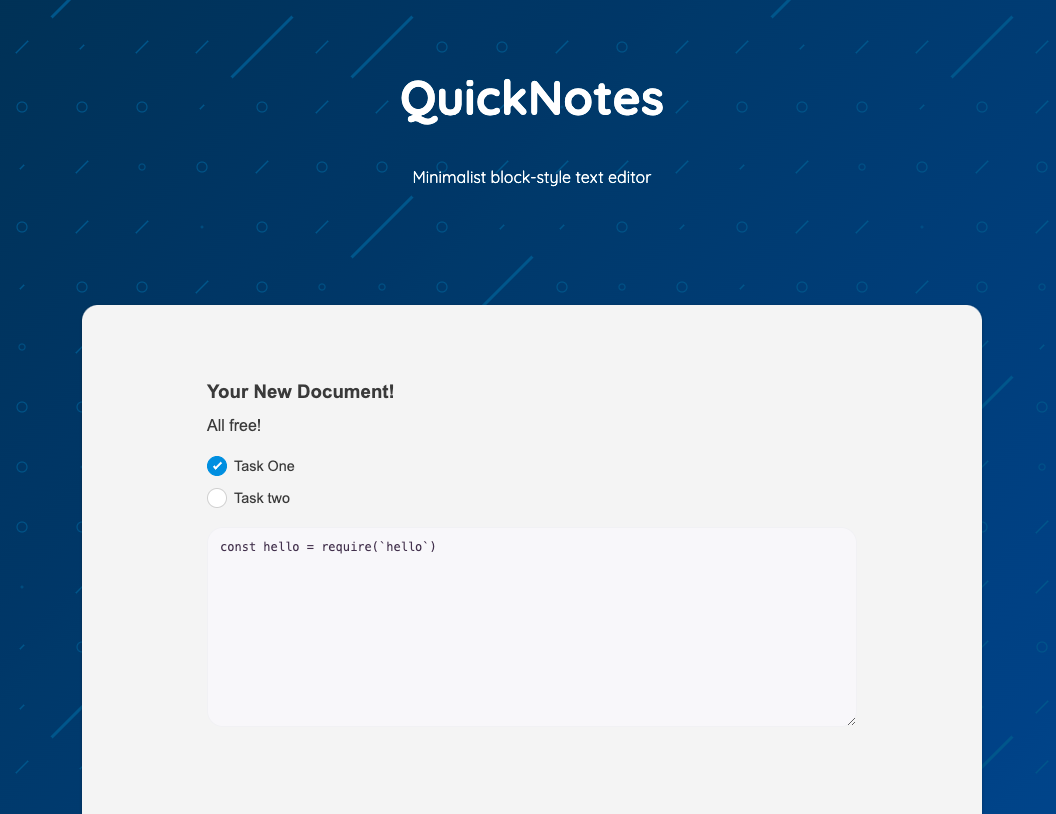 QuickNotes
Minimalist block-style text editor
Your New Document!
All free!
Task One
Task two
const hello = require(`hello`)